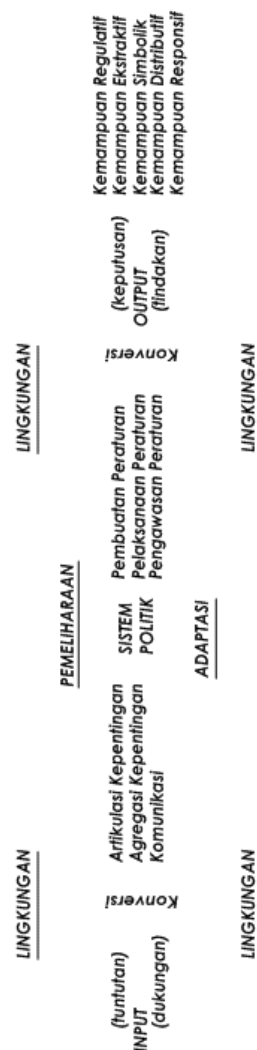 LINGKUNGAN
LINGKUNGAN
PEMELIHARAAN
(tuntutan)
INPUT
(dukungan)
Konversi
Artikulasi Kepentingan
Agregasi Kepentingan
Komunikasi
SISTEM
POLITIK
Pembuatan Peraturan
Pelaksanaan Peraturan
Pengawasan Peraturan
Konversi
(keputusan)
OUTPUT
(tindakan)
Kemampuan Regulatif
Kemampuan Ekstraktif
Kemampuan Simbolik
Kemampuan Distributif
Kemampuan Responsif
ADAPTASI
LINGKUNGAN
LINGKUNGAN